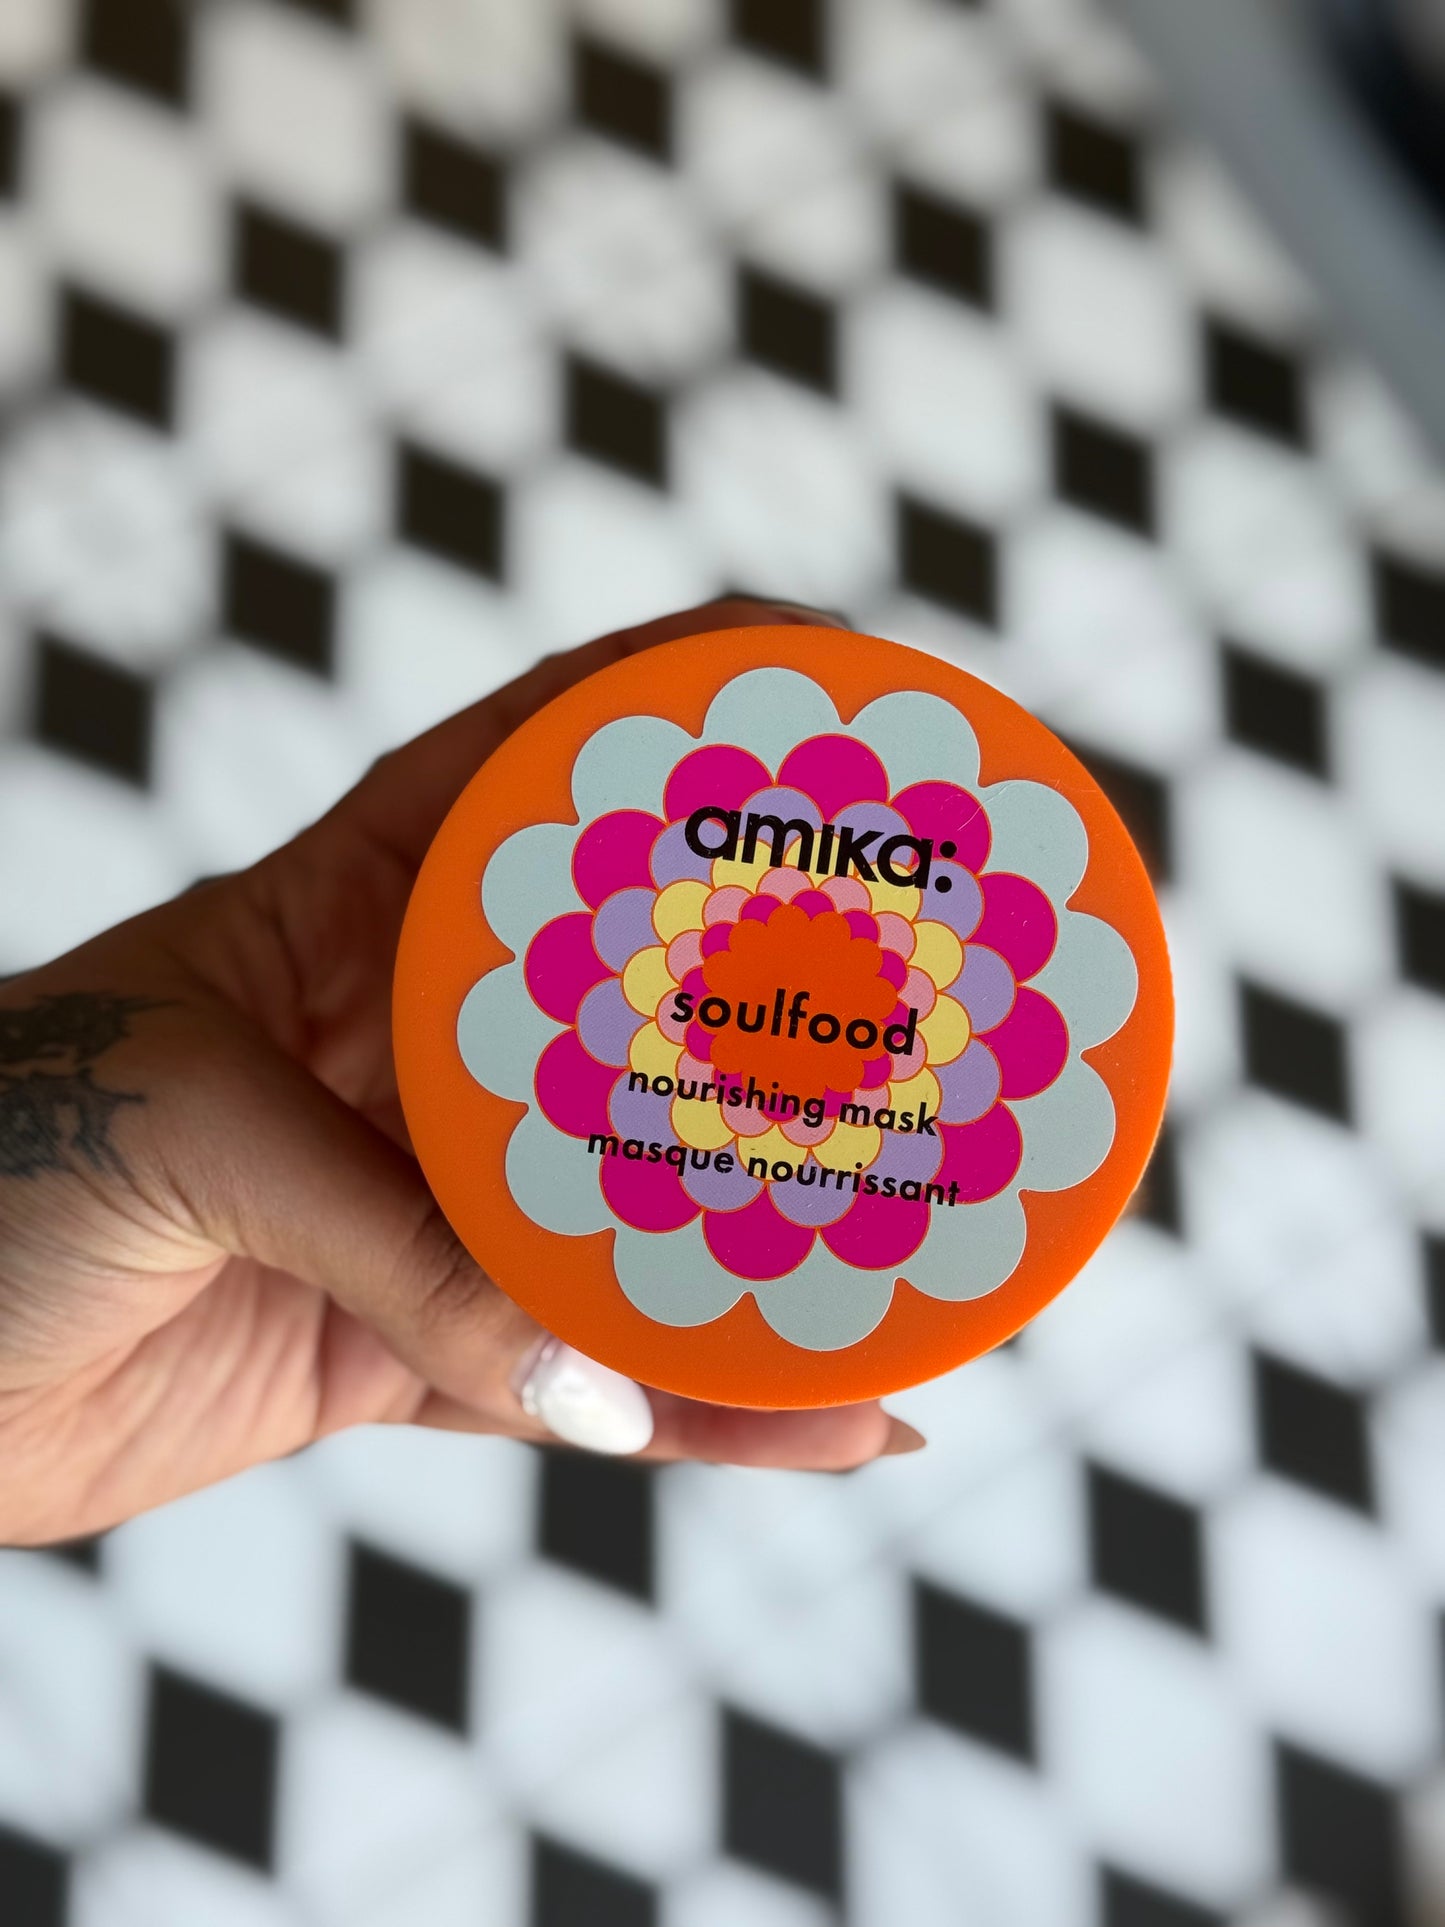 amika:
soulfood
nourishing mask
masque nourrissant